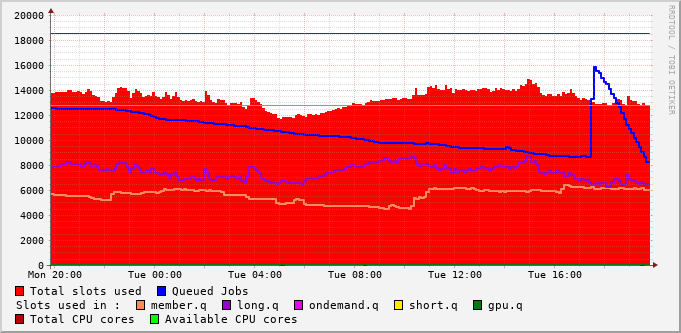 20000
18000
16000
14000
12000
10000
8000
6000
4000
2000
0
Mon 20:00 Tue 00:00 Tue 04:00 Tue 08:00 Tue 12:00 Tue 16:00
Total slots used Queued Jobs
Slots used in : member.q long.q ondemand.q short.q gpu.q
Total CPU cores Available CPU cores
RRDTOOL / TOBI OETIKER